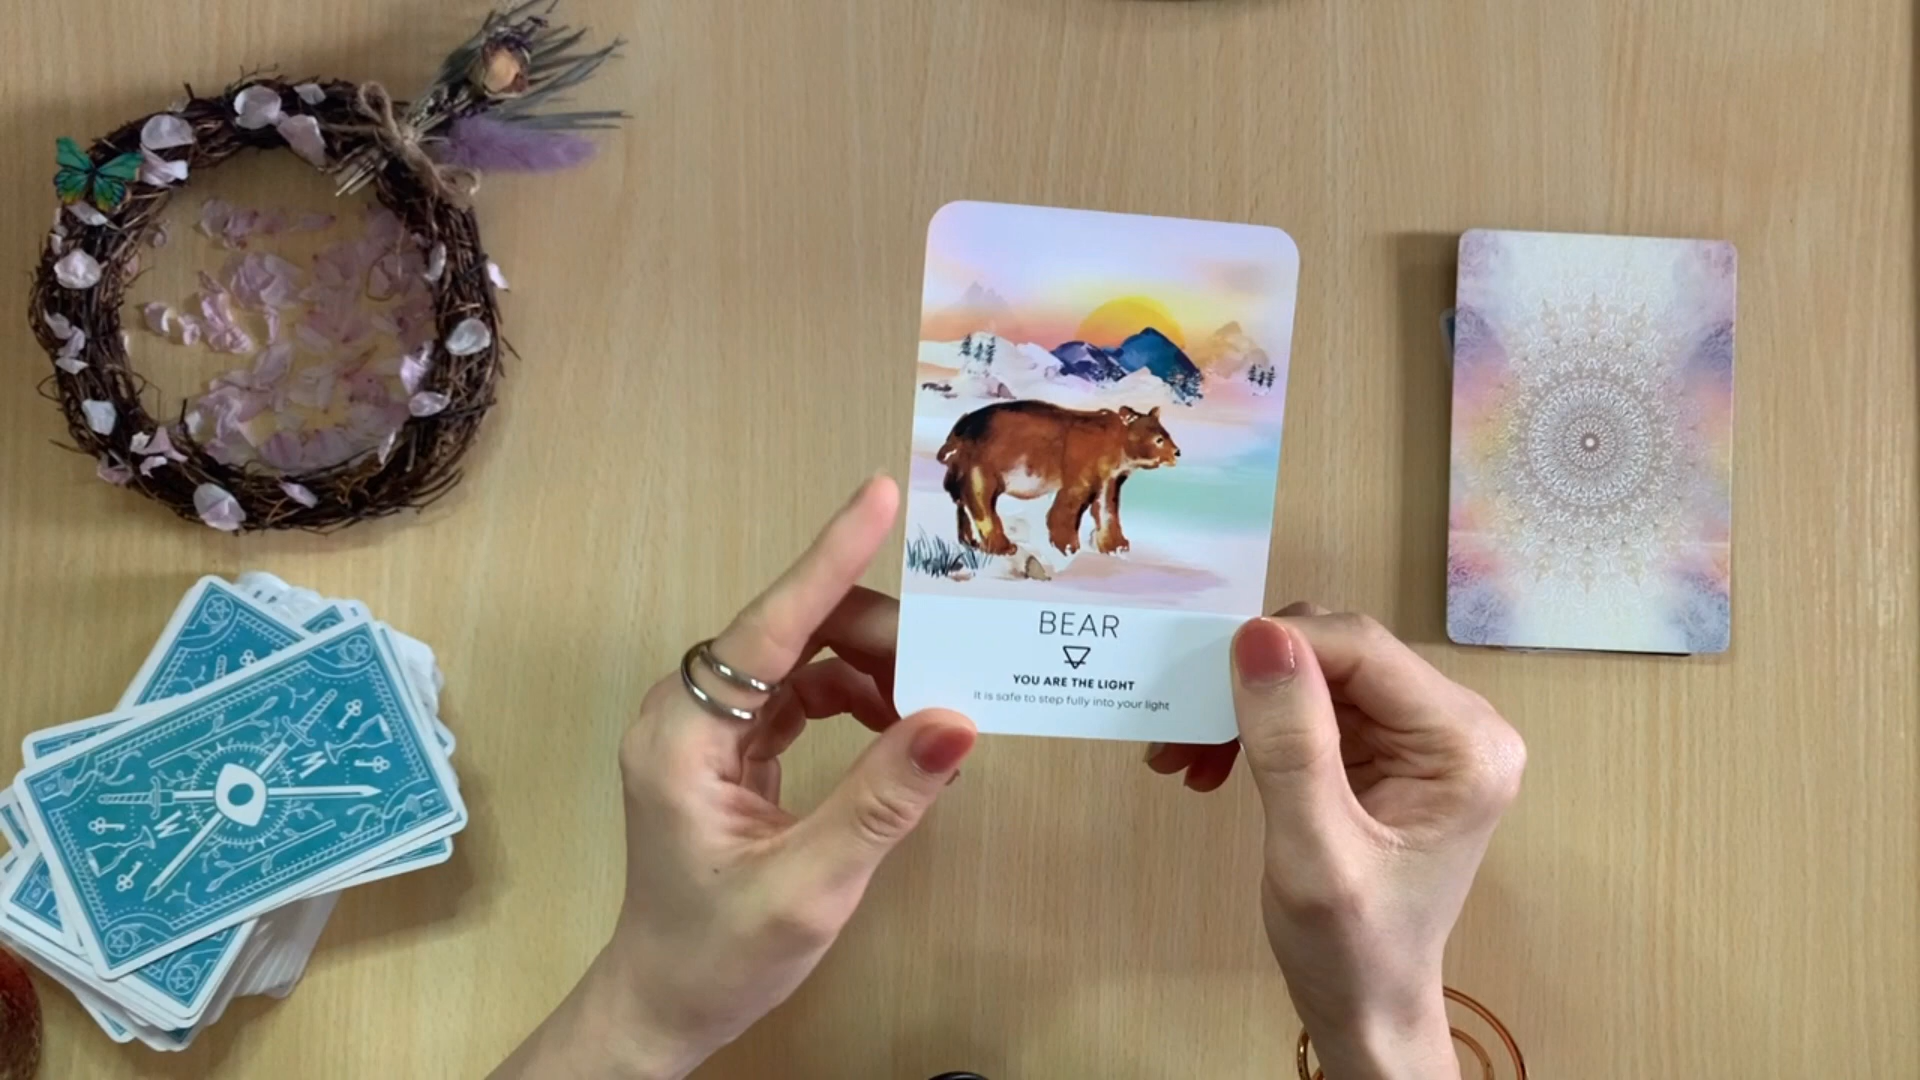 BEAR
YOU ARE THE LIGHT
It is safe to step fully into your light
M
M